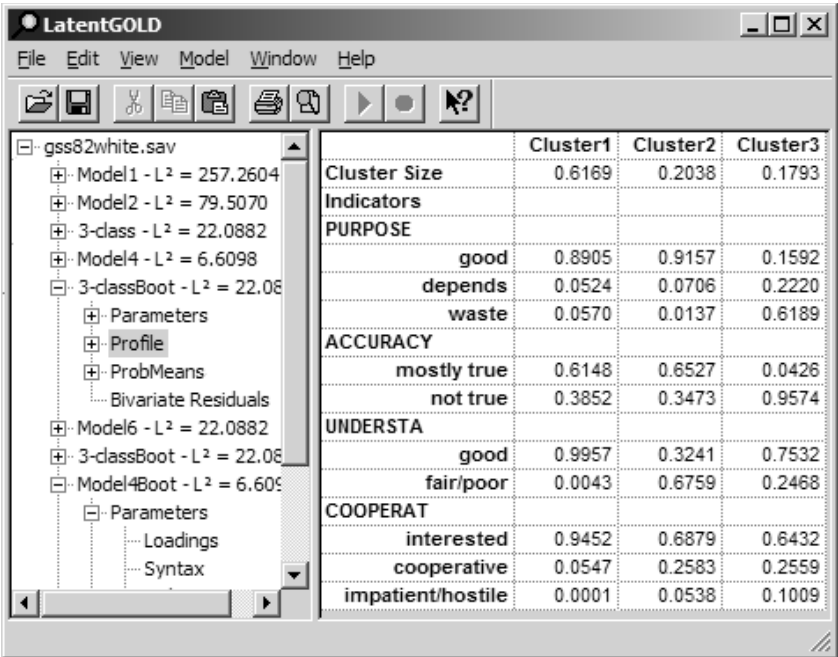 LatentGOLD
File Edit View Model Window Help
gss82white.sav
Model1 - L² = 257.2604
Model2 - L² = 79.5070
3-class - L² = 22.0882
Model4 - L² = 6.6098
3-classBoot - L² = 22.08
Parameters
Profile
ProbMeans
Bivariate Residuals
Model6 - L² = 22.0882
3-classBoot - L² = 22.08
Model4Boot - L² = 6.609
Parameters
Loadings
Syntax
Cluster1 Cluster2 Cluster3
Cluster Size 0.6169 0.2038 0.1793
Indicators
PURPOSE
good 0.8905 0.9157 0.1592
depends 0.0524 0.0706 0.2220
waste 0.0570 0.0137 0.6189
ACCURACY
mostly true 0.6148 0.6527 0.0426
not true 0.3852 0.3473 0.9574
UNDERSTA
good 0.9957 0.3241 0.7532
fair/poor 0.0043 0.6759 0.2468
COOPERAT
interested 0.9452 0.6879 0.6432
cooperative 0.0547 0.2583 0.2559
impatient/hostile 0.0001 0.0538 0.1009